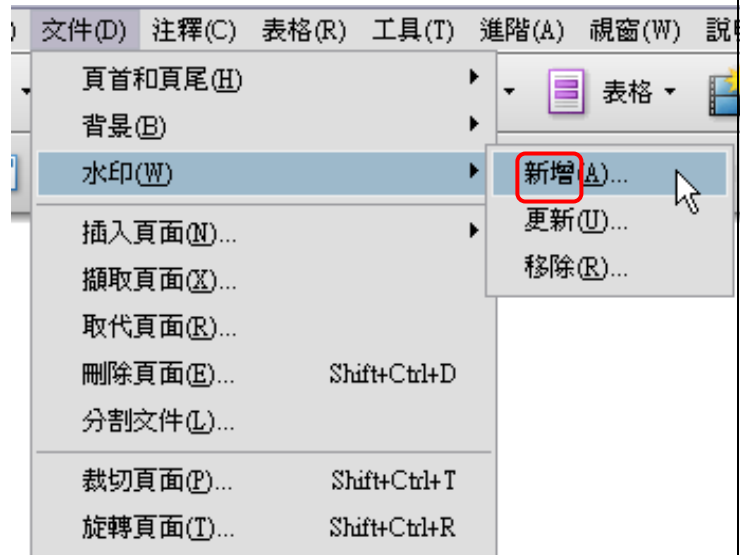 ) 文件(D) 注釋(C) 表格(R) 工具(T) 進階(A) 視窗(W) 說
頁首和頁尾(H)
表格
背景(B)
水印(W)
新增(A)...
更新(U)...
移除(R)...
插入頁面(N)...
擷取頁面(X)...
取代頁面(R)...
刪除頁面(E)... Shift+Ctrl+D
分割文件(L)...
裁切頁面(P)... Shift+Ctrl+T
旋轉頁面(T)... Shift+Ctrl+R